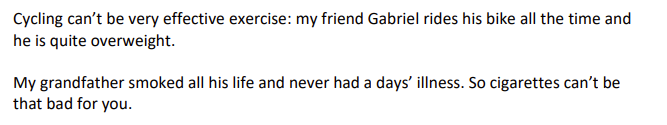 Cycling can’t be very effective exercise: my friend Gabriel rides his bike all the time and
he is quite overweight.
My grandfather smoked all his life and never had a days’ illness. So cigarettes can’t be
that bad for you.